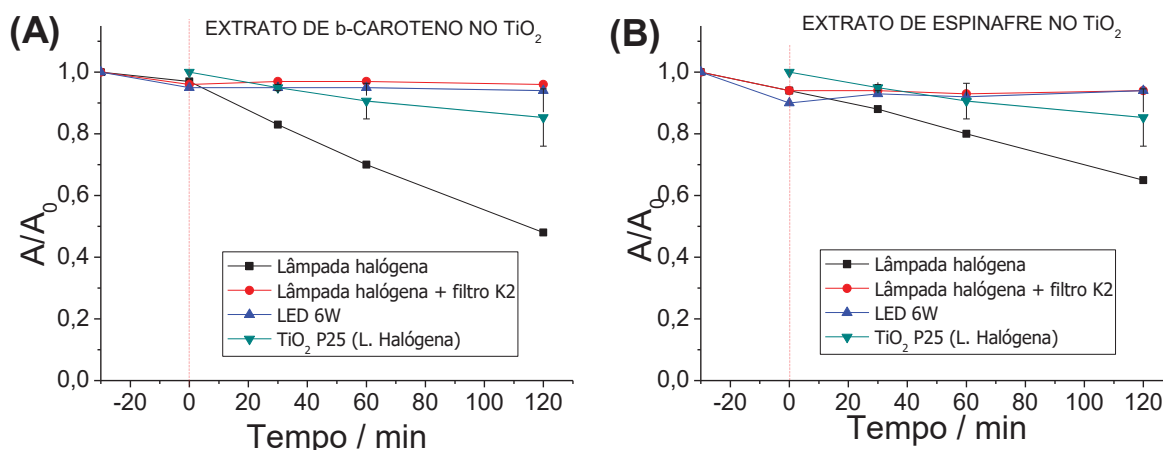 (A)
EXTRATO DE b-CAROTENO NO TiO2
1,0
0,8
0,6
0,4
0,2
0,0
A/A0
Lâmpada halógena
Lâmpada halógena + filtro K2
LED 6W
TiO2 P25 (L. Halógena)
-20 0 20 40 60 80 100 120
Tempo / min
(B)
EXTRATO DE ESPINAFRE NO TiO2
1,0
0,8
0,6
0,4
0,2
0,0
A/A0
Lâmpada halógena
Lâmpada halógena + filtro K2
LED 6W
TiO2 P25 (L. Halógena)
-20 0 20 40 60 80 100 120
Tempo / min